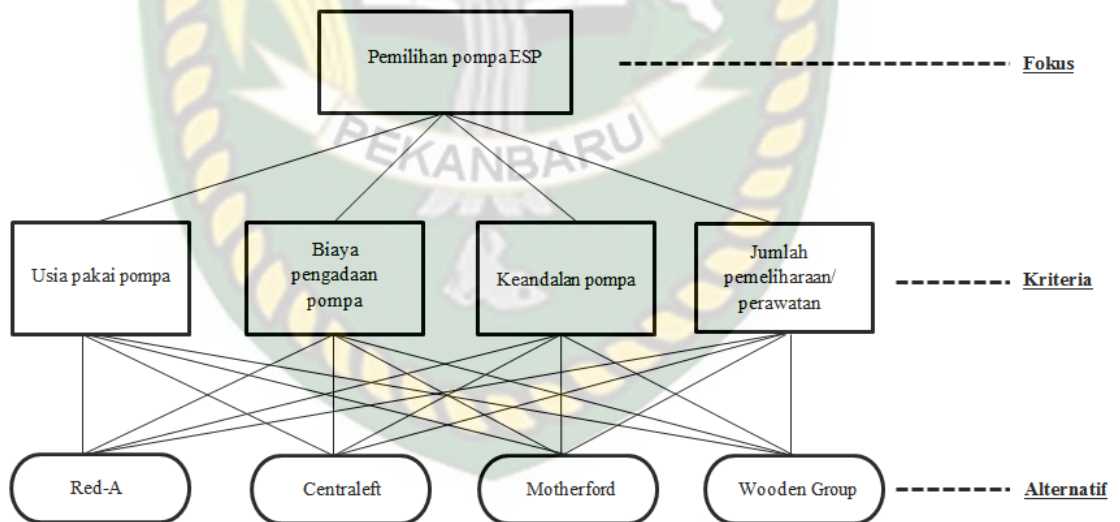 Pemilihan pompa ESP
Fokus
PEKANBARU
Usia pakai pompa
Biaya
pengadaan
pompa
Keandalan pompa
Jumlah
pemeliharaan/
perawatan
Kriteria
Red-A
Centraleft
Motherford
Wooden Group
Alternatif